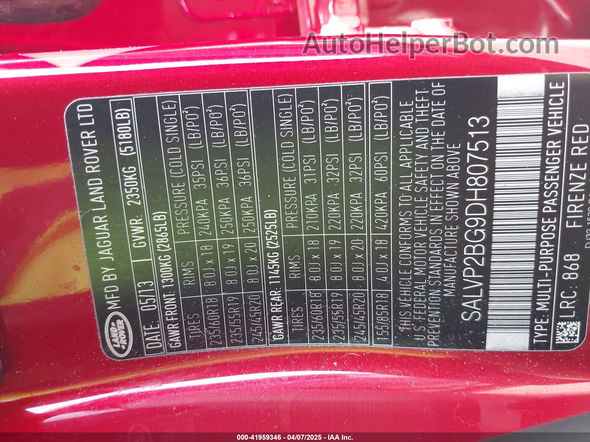 AutoHelperBot.com
MFD BY JAGUAR LAND ROVER LTD
LAND ROVER
DATE: 05/13 GVWR: 2350KG (5180LB)
GAWR FRONT: 1300KG (2865LB)
TIRES RIMS PRESSURE (COLD SINGLE)
235/60R18 8.0J x 18 240KPA 35PSI (LB/PO²)
235/55R19 8.0J x 19 250KPA 36PSI (LB/PO²)
245/45R20 8.0J x 20 250KPA 36PSI (LB/PO²)
GAWR REAR: 1145KG (2525LB)
TIRES RIMS PRESSURE (COLD SINGLE)
235/60R18 8.0J x 18 210KPA 31PSI (LB/PO²)
235/55R19 8.0J x 19 220KPA 32PSI (LB/PO²)
245/45R20 8.0J x 20 220KPA 32PSI (LB/PO²)
155/85R18 4.0J x 18 420KPA 60PSI (LB/PO²)
THIS VEHICLE CONFORMS TO ALL APPLICABLE
U.S FEDERAL MOTOR VEHICLE SAFETY AND THEFT
PREVENTION STANDARDS IN EFFECT ON THE DATE OF
MANUFACTURE SHOWN ABOVE
SALVP2BG9DH807513
TYPE: MULTI-PURPOSE PASSENGER VEHICLE
LRC: 868 FIRENZE RED
000-41959346 - 04/07/2025 - IAA Inc.